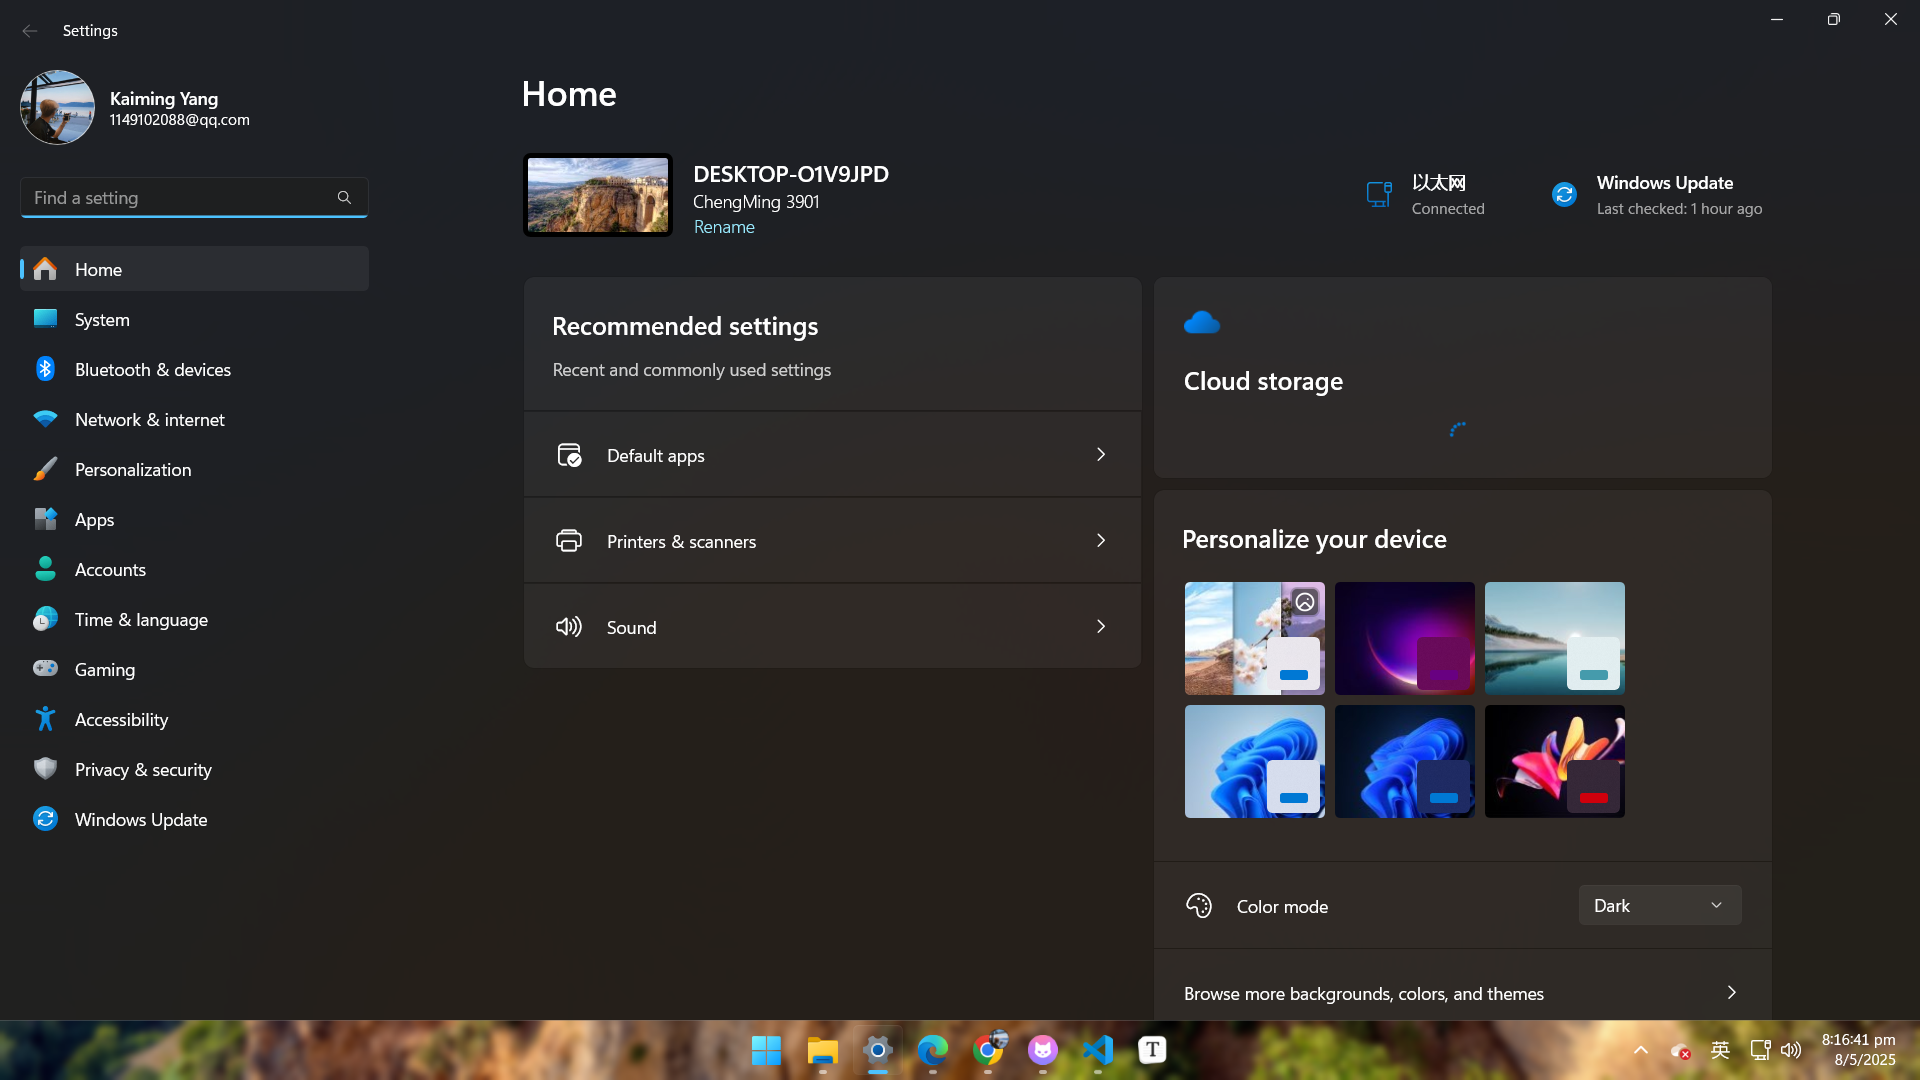 Settings
Kaiming Yang
1149102088@qq.com
Find a setting
Home
System
Bluetooth & devices
Network & internet
Personalization
Apps
Accounts
Time & language
Gaming
Accessibility
Privacy & security
Windows Update
Home
DESKTOP-O1V9JPD
ChengMing 3901
Rename
以太网
Connected
Windows Update
Last checked: 1 hour ago
Recommended settings
Recent and commonly used settings
Default apps
Printers & scanners
Sound
Cloud storage
Personalize your device
Color mode
Dark
Browse more backgrounds, colors, and themes
T
英
8:16:41 pm
8/5/2025